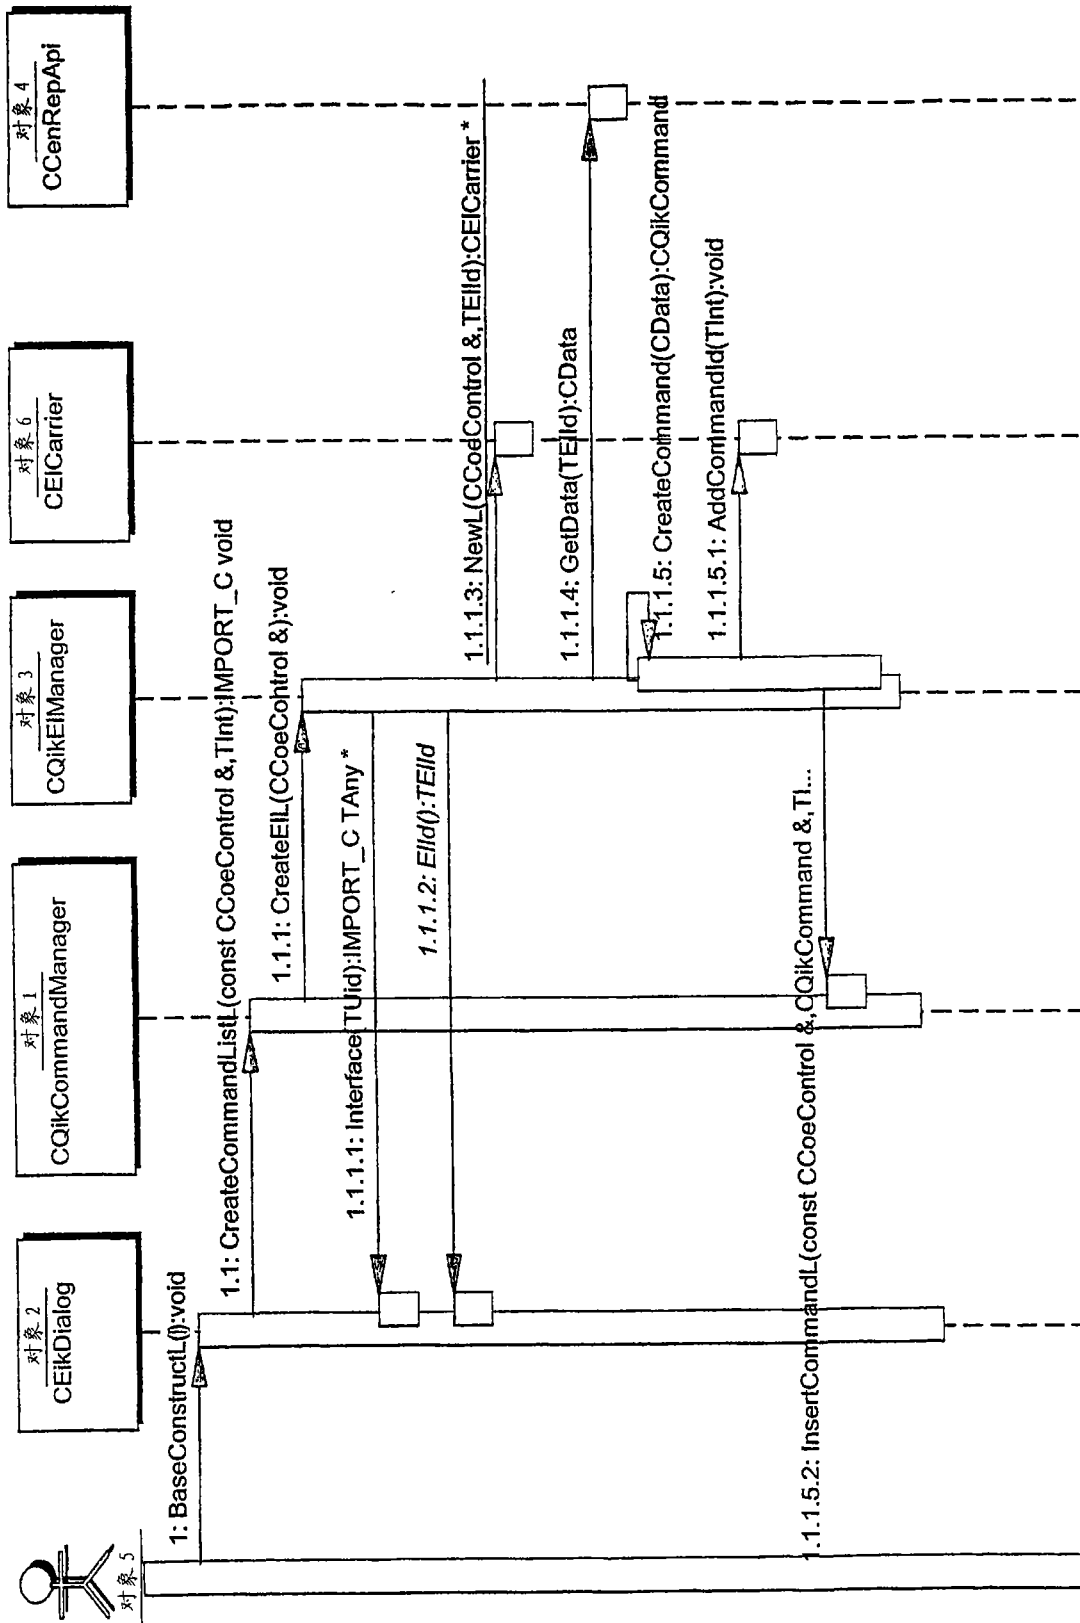 对象 5
对象 2
CEikDialog
对象 1
CQikCommandManager
对象 3
CQikEIManager
对象 6
CEICarrier
对象 4
CCenRepApi
1: BaseConstructL():void
1.1: CreateCommandListL(const CCoeControl &,TInt):IMPORT_C void
1.1.1: CreateEIL(CCoeControl &):void
1.1.1.1: Interface(TUid):IMPORT_C TAny *
1.1.1.2: EIId():TEIId
1.1.1.3: NewL(CCoeControl &,TEIId):CEICarrier *
1.1.1.4: GetData(TEIId):CData
1.1.1.5: CreateCommand(CData):CQikCommand
1.1.1.5.1: AddCommandId(TInt):void
1.1.1.5.2: InsertCommandL(const CCoeControl &,CQikCommand &,TI...